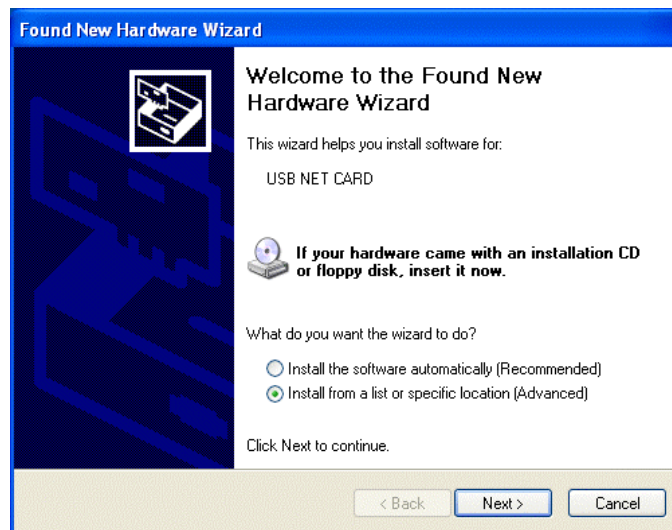 Found New Hardware Wizard
Welcome to the Found New
Hardware Wizard
This wizard helps you install software for:
USB NET CARD
If your hardware came with an installation CD
or floppy disk, insert it now.
What do you want the wizard to do?
Install the software automatically (Recommended)
Install from a list or specific location (Advanced)
Click Next to continue.
< Back
Next >
Cancel